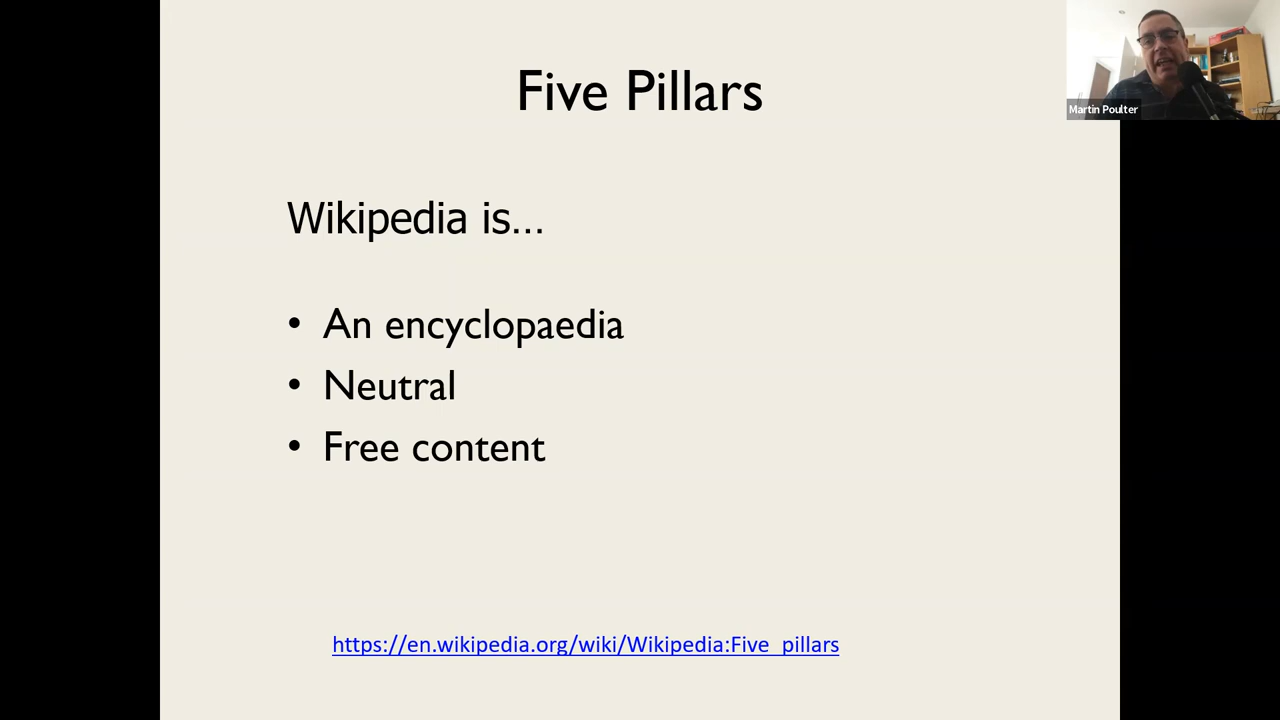 Five Pillars
Martin Poulter
Wikipedia is...
• An encyclopaedia
• Neutral
• Free content
https://en.wikipedia.org/wiki/Wikipedia:Five_pillars